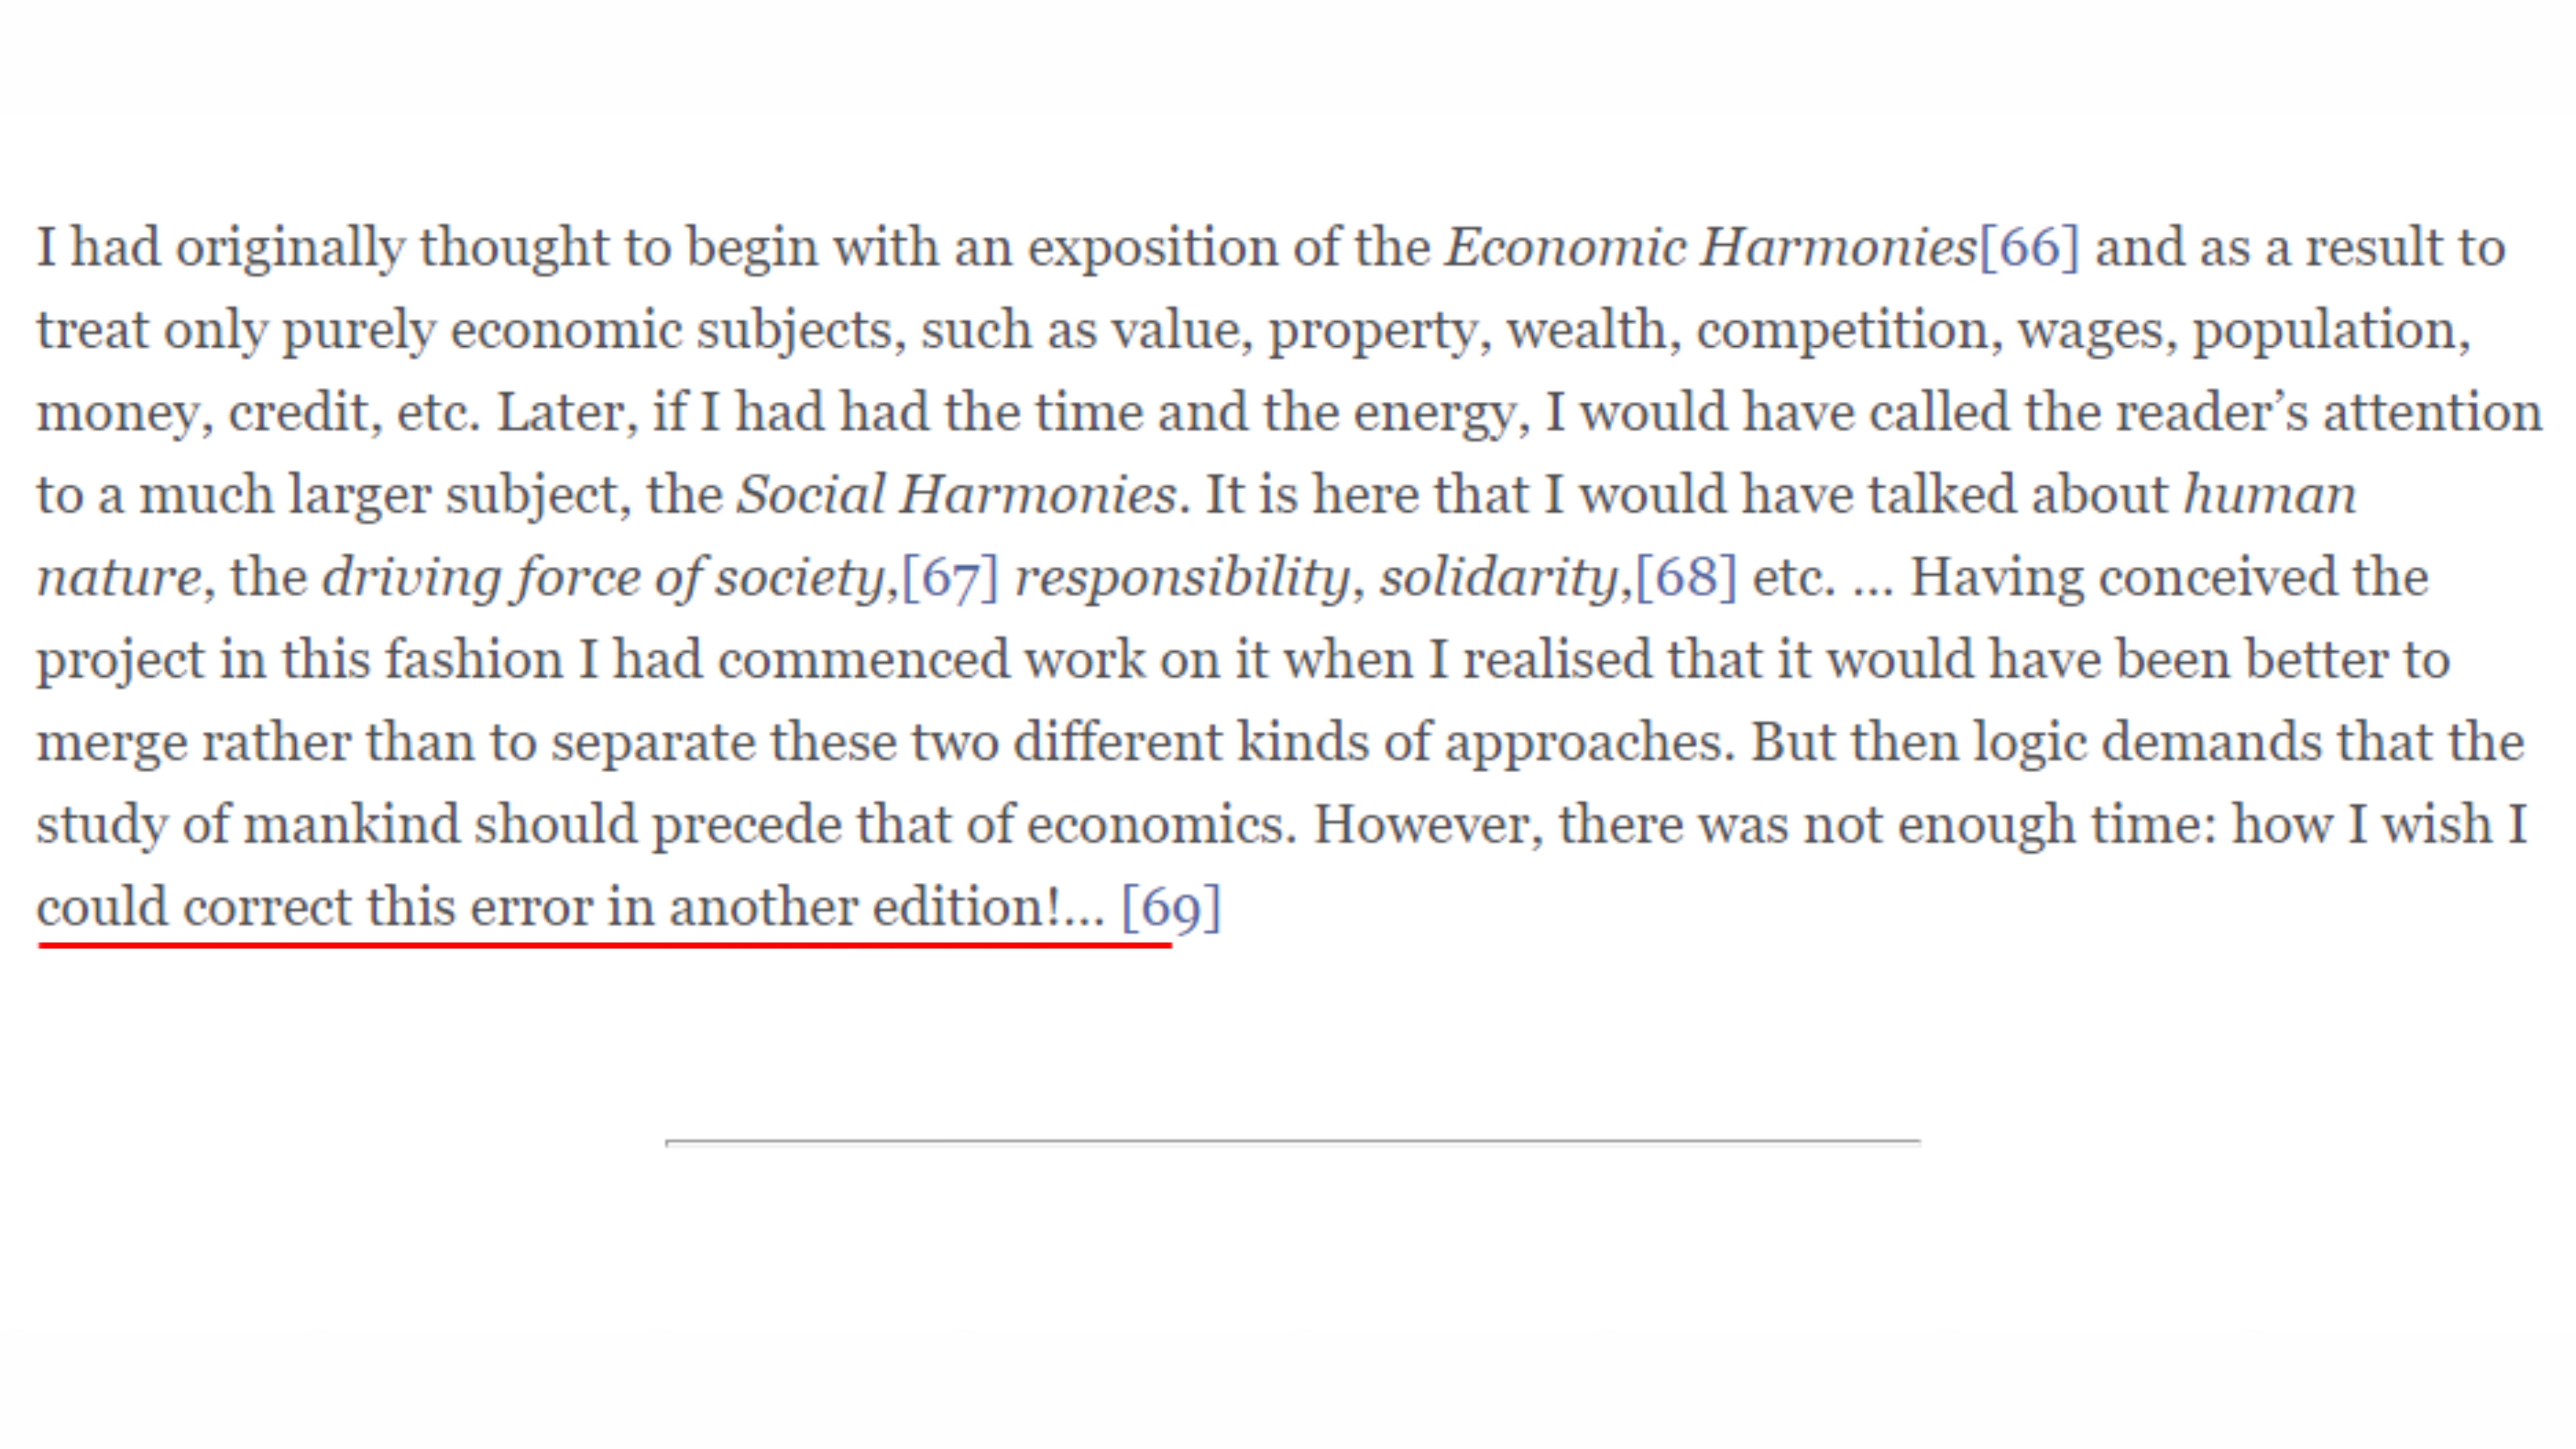 I had originally thought to begin with an exposition of the Economic Harmonies[66] and as a result to
treat only purely economic subjects, such as value, property, wealth, competition, wages, population,
money, credit, etc. Later, if I had had the time and the energy, I would have called the reader’s attention
to a much larger subject, the Social Harmonies. It is here that I would have talked about human
nature, the driving force of society,[67] responsibility, solidarity,[68] etc. ... Having conceived the
project in this fashion I had commenced work on it when I realised that it would have been better to
merge rather than to separate these two different kinds of approaches. But then logic demands that the
study of mankind should precede that of economics. However, there was not enough time: how I wish I
could correct this error in another edition!... [69]